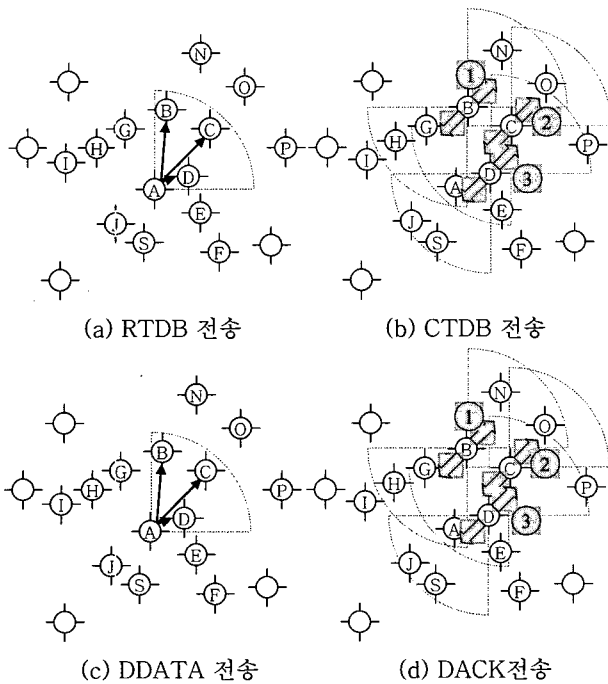 N
O
B
C
G
H
I
P
D
A
E
J
S
F
(a) RTDB 전송
N
①
O
B
G
C
②
H
P
I
D
A
③
E
J
S
F
(b) CTDB 전송
N
O
B
C
G
H
I
P
D
A
E
J
S
F
(c) DDATA 전송
N
①
O
B
G
C
②
H
P
I
D
A
③
E
J
S
F
(d) DACK전송